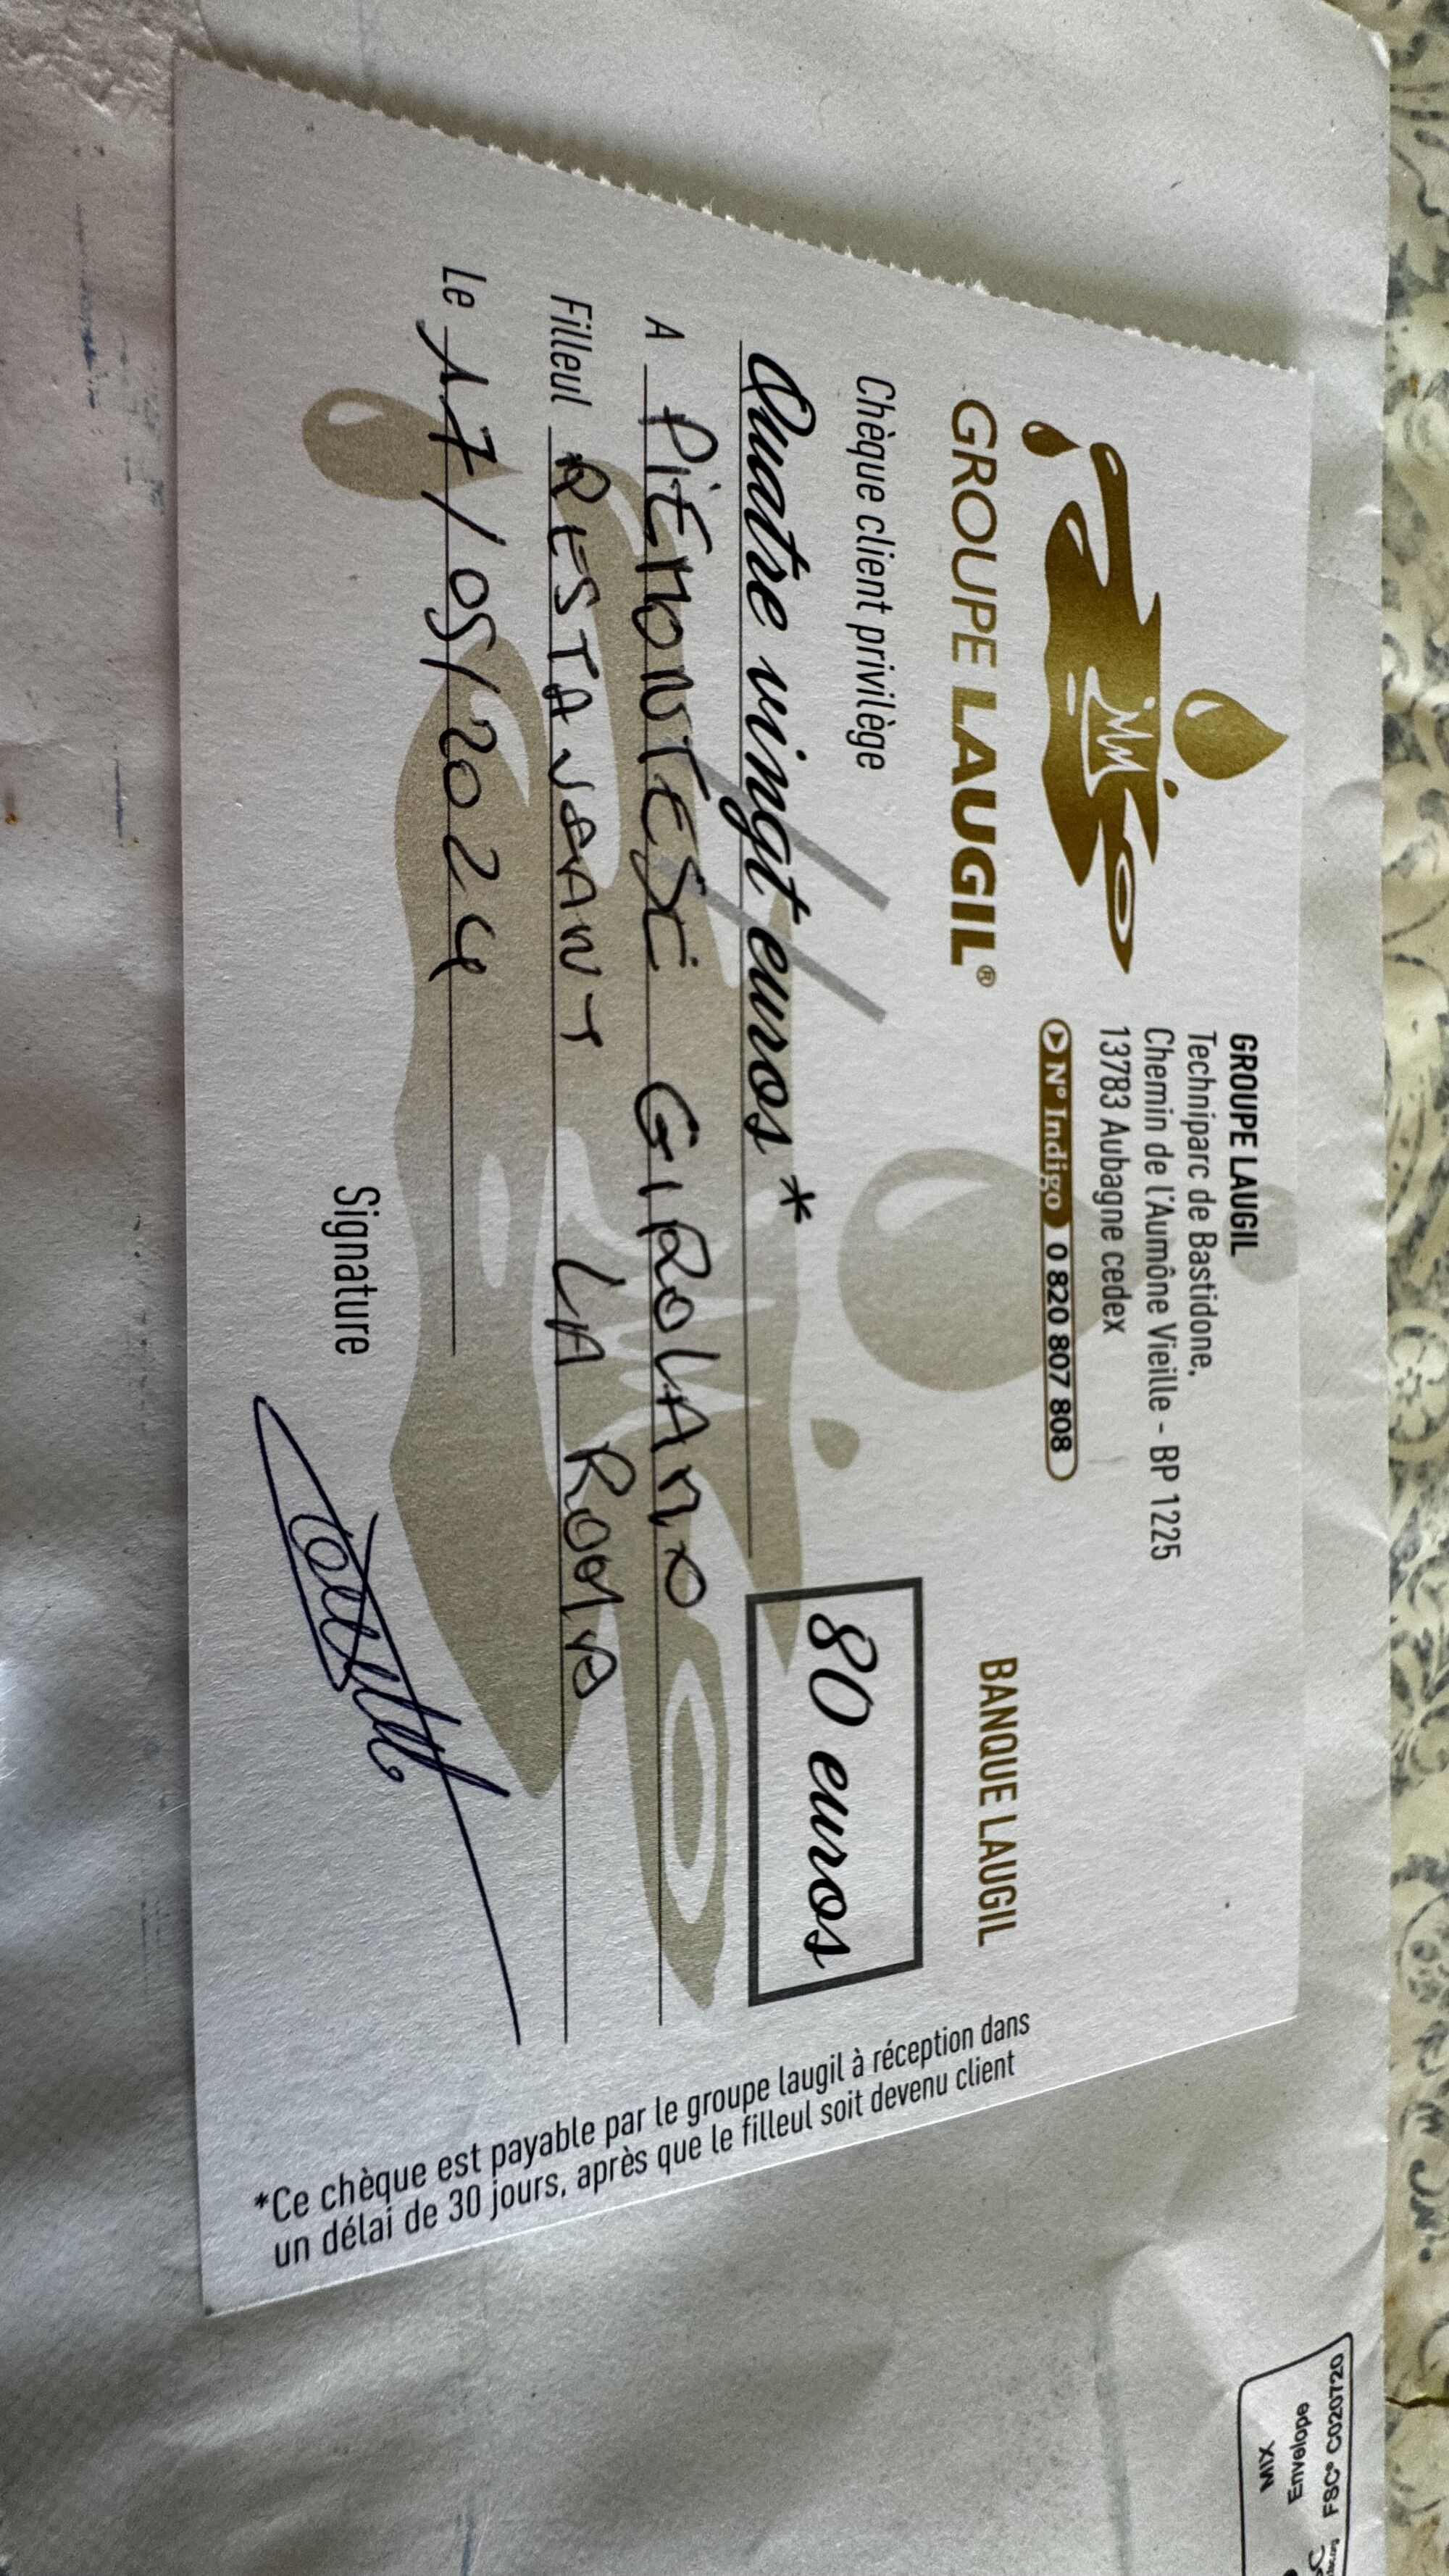 GROUPE LAUGIL®
GROUPE LAUGIL
Techniparc de Bastidone,
Chemin de l'Aumône Vieille - BP 1225
13783 Aubagne cedex
N° Indigo 0 820 807 808
BANQUE LAUGIL
Chèque client privilège
Quatre vingt euros*
80 euros
A PIEMONTESE GIROLAMO
Filleul RESTAURANT LA ROMA
Le 17/05/2024
Signature
*Ce chèque est payable par le groupe laugil à réception dans
un délai de 30 jours, après que le filleul soit devenu client
MIX
Envelope
FSC® C020720